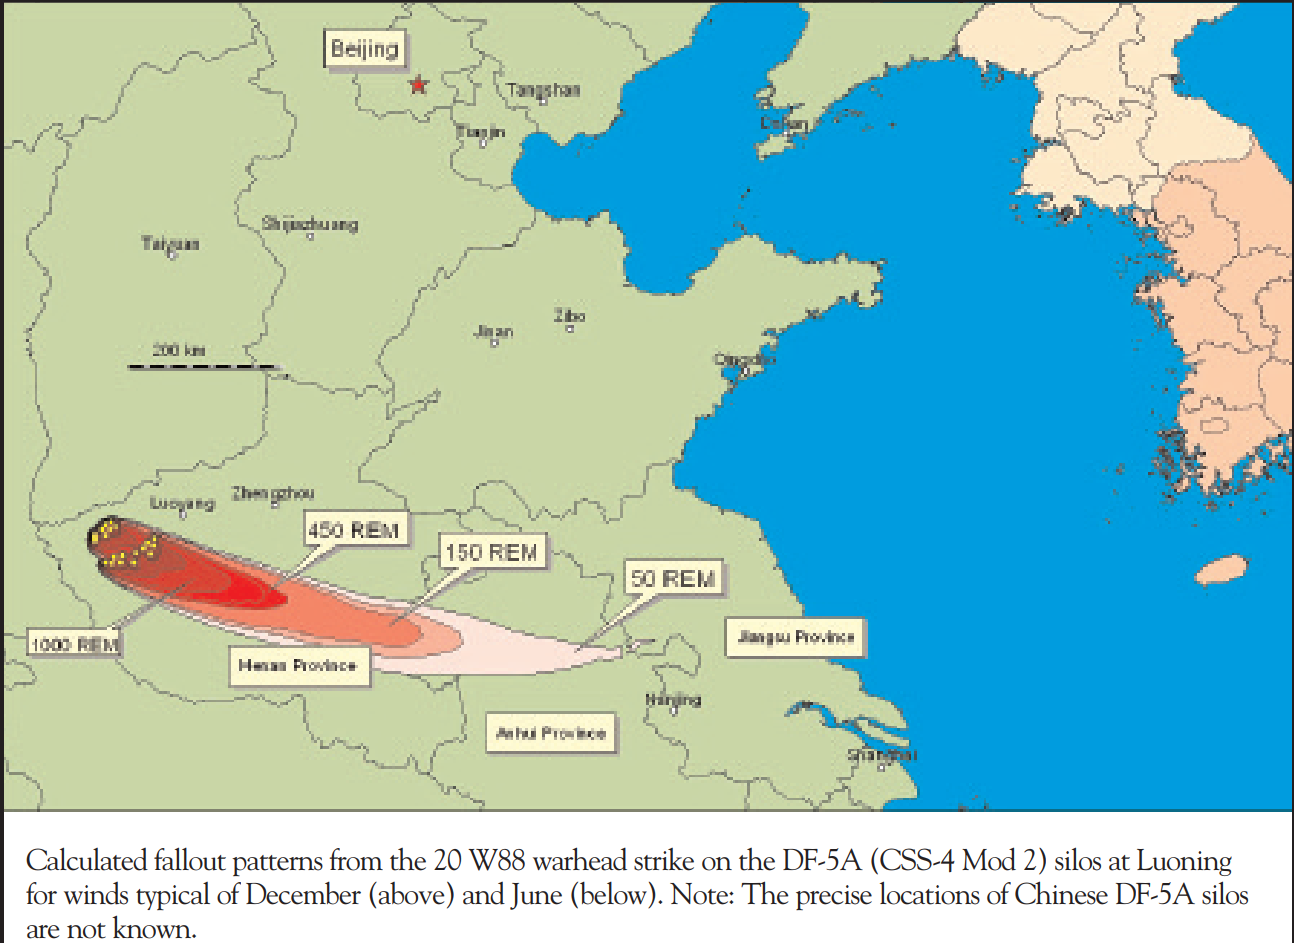 Beijing
Tangshan
Tianjin
Dalian
Shijiazhuang
Taiyuan
Zibo
Jinan
200 km
Qingdao
Zhengzhou
Luoyang
450 REM
150 REM
50 REM
1000 REM
Jiangsu Province
Henan Province
Nanjing
Anhui Province
Shanghai
Calculated fallout patterns from the 20 W88 warhead strike on the DF-5A (CSS-4 Mod 2) silos at Luoning
for winds typical of December (above) and June (below). Note: The precise locations of Chinese DF-5A silos
are not known.